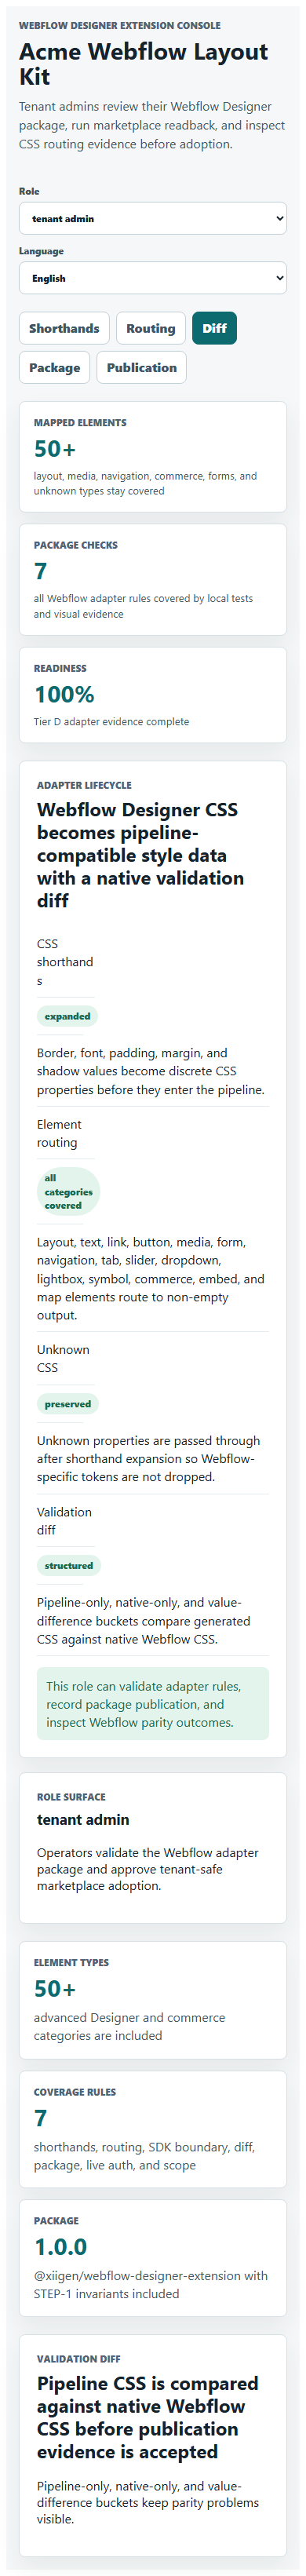 WEBFLOW DESIGNER EXTENSION CONSOLE
Acme Webflow Layout
Kit
Tenant admins review their Webflow Designer
package, run marketplace readback, and inspect
CSS routing evidence before adoption.
Role
tenant admin
Language
English
Shorthands Routing Diff
Package Publication
MAPPED ELEMENTS
50+
layout, media, navigation, commerce, forms, and
unknown types stay covered
PACKAGE CHECKS
7
all Webflow adapter rules covered by local tests
and visual evidence
READINESS
100%
Tier D adapter evidence complete
ADAPTER LIFECYCLE
Webflow Designer CSS
becomes pipeline-
compatible style data
with a native validation
diff
CSS
shorthand
s
expanded
Border, font, padding, margin, and
shadow values become discrete CSS
properties before they enter the pipeline.
Element
routing
all
categories
covered
Layout, text, link, button, media, form,
navigation, tab, slider, dropdown,
lightbox, symbol, commerce, embed, and
map elements route to non-empty
output.
Unknown
CSS
preserved
Unknown properties are passed through
after shorthand expansion so Webflow-
specific tokens are not dropped.
Validation
diff
structured
Pipeline-only, native-only, and value-
difference buckets compare generated
CSS against native Webflow CSS.
This role can validate adapter rules,
record package publication, and
inspect Webflow parity outcomes.
ROLE SURFACE
tenant admin
Operators validate the Webflow adapter
package and approve tenant-safe
marketplace adoption.
ELEMENT TYPES
50+
advanced Designer and commerce
categories are included
COVERAGE RULES
7
shorthands, routing, SDK boundary, diff,
package, live auth, and scope
PACKAGE
1.0.0
@xiigen/webflow-designer-extension with
STEP-1 invariants included
VALIDATION DIFF
Pipeline CSS is compared
against native Webflow
CSS before publication
evidence is accepted
Pipeline-only, native-only, and value-
difference buckets keep parity problems
visible.